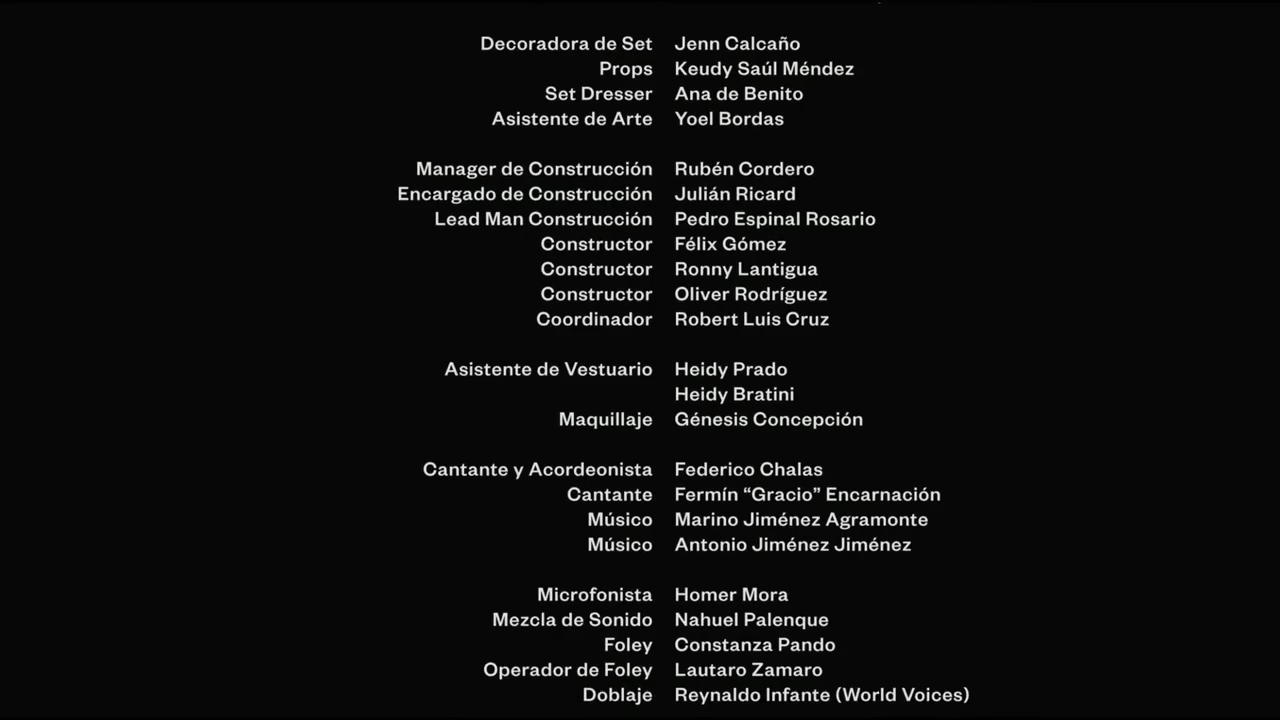 Decoradora de Set Jenn Calcaño
Props Keudy Saúl Méndez
Set Dresser Ana de Benito
Asistente de Arte Yoel Bordas
Manager de Construcción Rubén Cordero
Encargado de Construcción Julián Ricard
Lead Man Construcción Pedro Espinal Rosario
Constructor Félix Gómez
Constructor Ronny Lantigua
Constructor Oliver Rodríguez
Coordinador Robert Luis Cruz
Asistente de Vestuario Heidy Prado
Heidy Bratini
Maquillaje Génesis Concepción
Cantante y Acordeonista Federico Chalas
Cantante Fermín “Gracio” Encarnación
Músico Marino Jiménez Agramonte
Músico Antonio Jiménez Jiménez
Microfonista Homer Mora
Mezcla de Sonido Nahuel Palenque
Foley Constanza Pando
Operador de Foley Lautaro Zamaro
Doblaje Reynaldo Infante (World Voices)